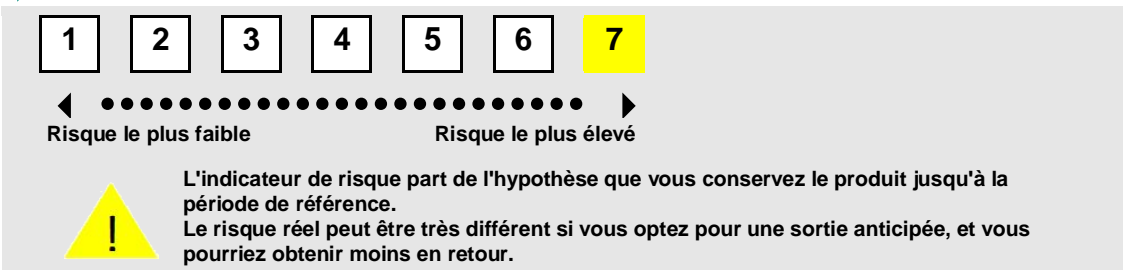 1 2 3 4 5 6 7
Risque le plus faible Risque le plus élevé
L'indicateur de risque part de l'hypothèse que vous conservez le produit jusqu'à la
période de référence.
Le risque réel peut être très différent si vous optez pour une sortie anticipée, et vous
pourriez obtenir moins en retour.
!